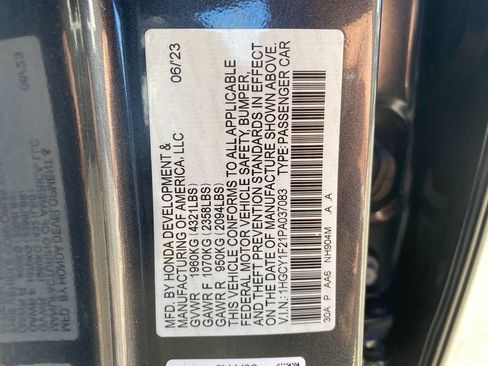 MFD. BY HONDA DEVELOPMENT & 06/23
MANUFACTURING OF AMERICA, LLC
GVWR 1960KG (4321LBS)
GAWR F 1070KG (2358LBS)
GAWR R 950KG (2094LBS)
THIS VEHICLE CONFORMS TO ALL APPLICABLE
FEDERAL MOTOR VEHICLE SAFETY, BUMPER,
AND THEFT PREVENTION STANDARDS IN EFFECT
ON THE DATE OF MANUFACTURE SHOWN ABOVE.
V.I.N.: 1HGCY1F21PA037083 TYPE: PASSENGER CAR
30A P AA6 NH904M A A